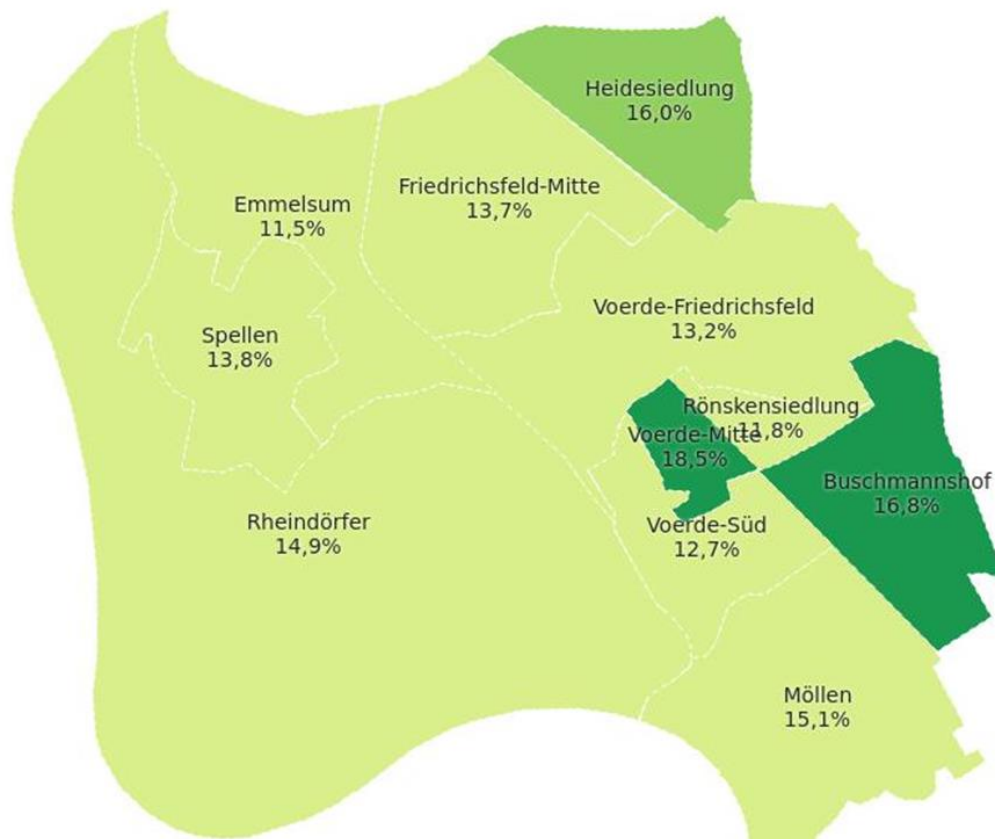 Heidesiedlung
16,0%
Friedrichsfeld-Mitte
13,7%
Emmelsum
11,5%
Voerde-Friedrichsfeld
13,2%
Spellen
13,8%
Rönskensiedlung
11,8%
Voerde-Mitte
18,5%
Buschmannshof
16,8%
Rheindörfer
14,9%
Voerde-Süd
12,7%
Möllen
15,1%